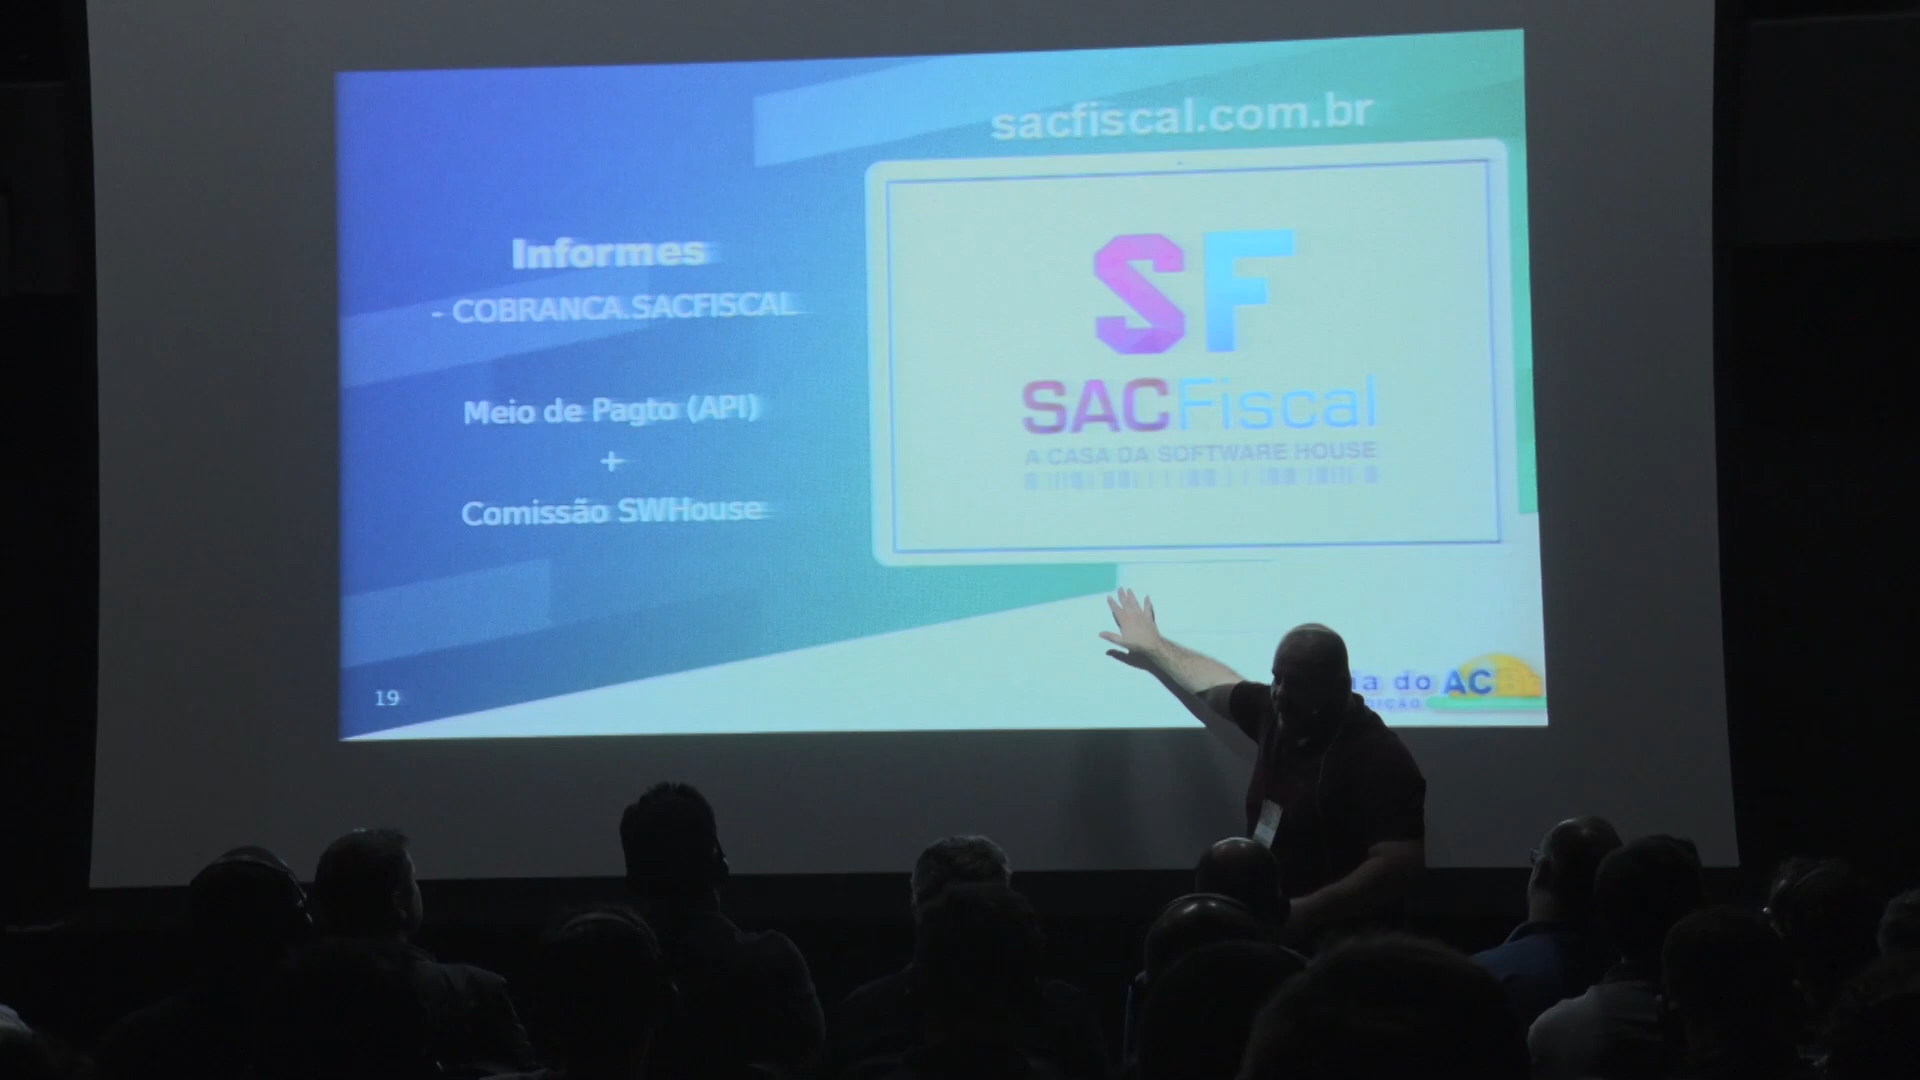 sacfiscal.com.br
Informes
- COBRANCA.SACFISCAL
Meio de Pagto (API)
+
Comissão SWHouse
SF
SACFiscal
A CASA DA SOFTWARE HOUSE
19
do AC